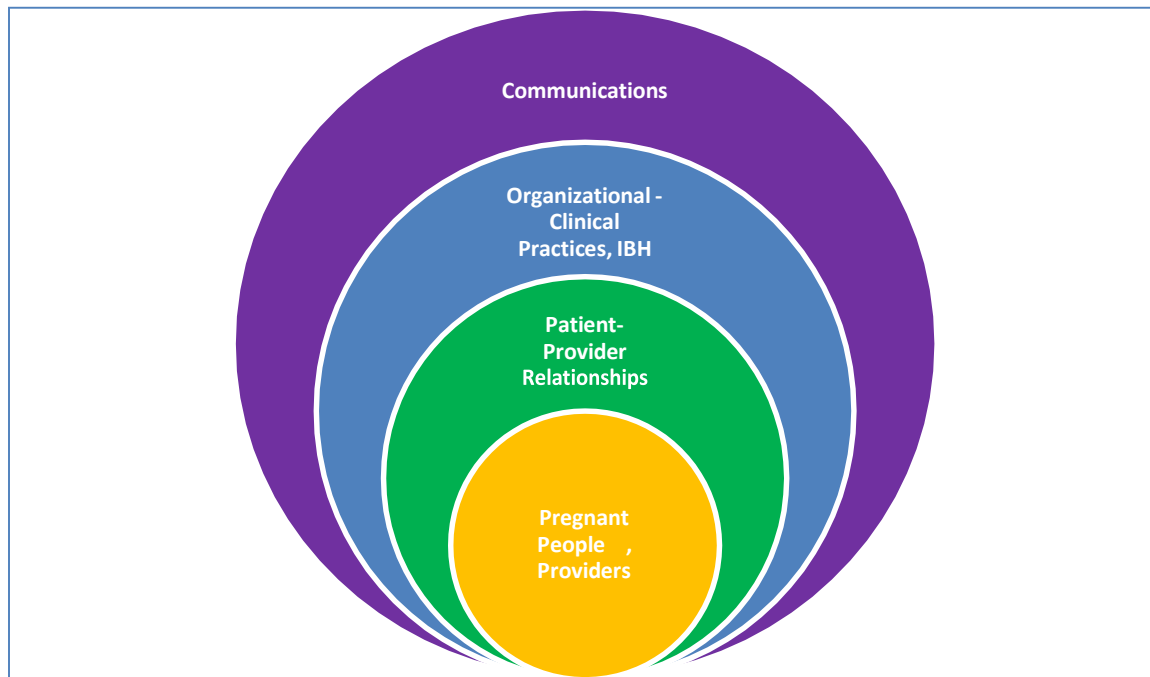 Communications
Organizational -
Clinical
Practices, IBH
Patient-
Provider
Relationships
Pregnant
People ,
Providers